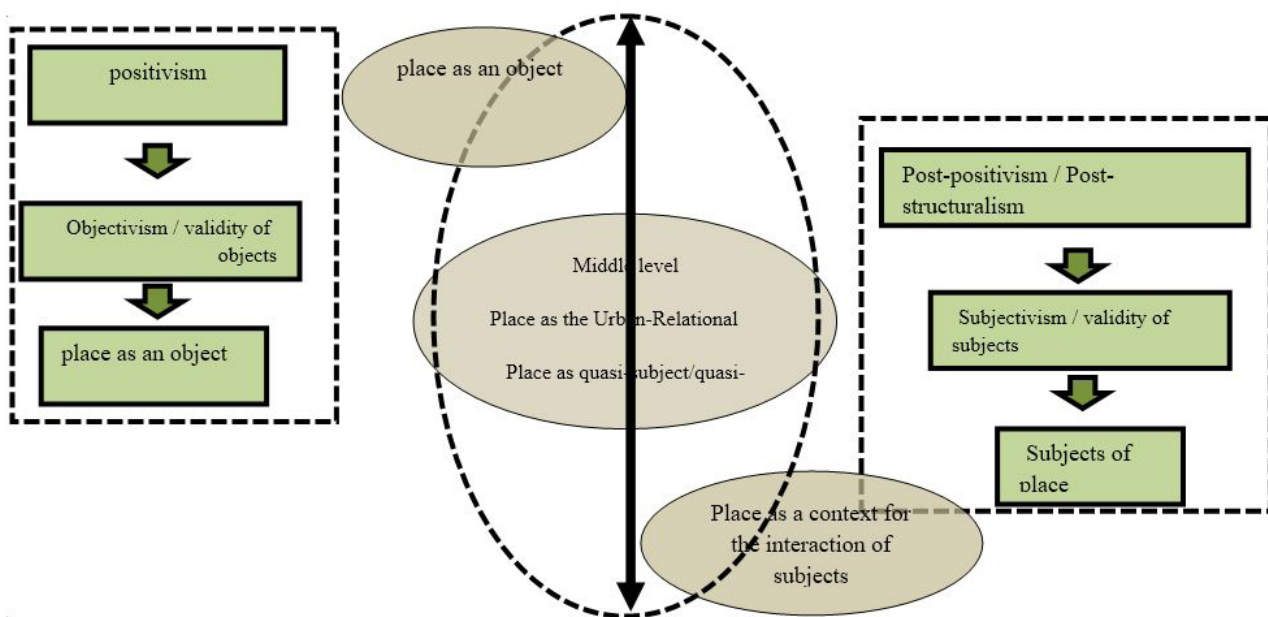 positivism
Objectivism / validity of
objects
place as an object
place as an object
Middle level
Place as the Urban-Relational
Place as quasi-subject/quasi-
Place as a context for
the interaction of
subjects
Post-positivism / Post-
structuralism
Subjectivism / validity of
subjects
Subjects of
place